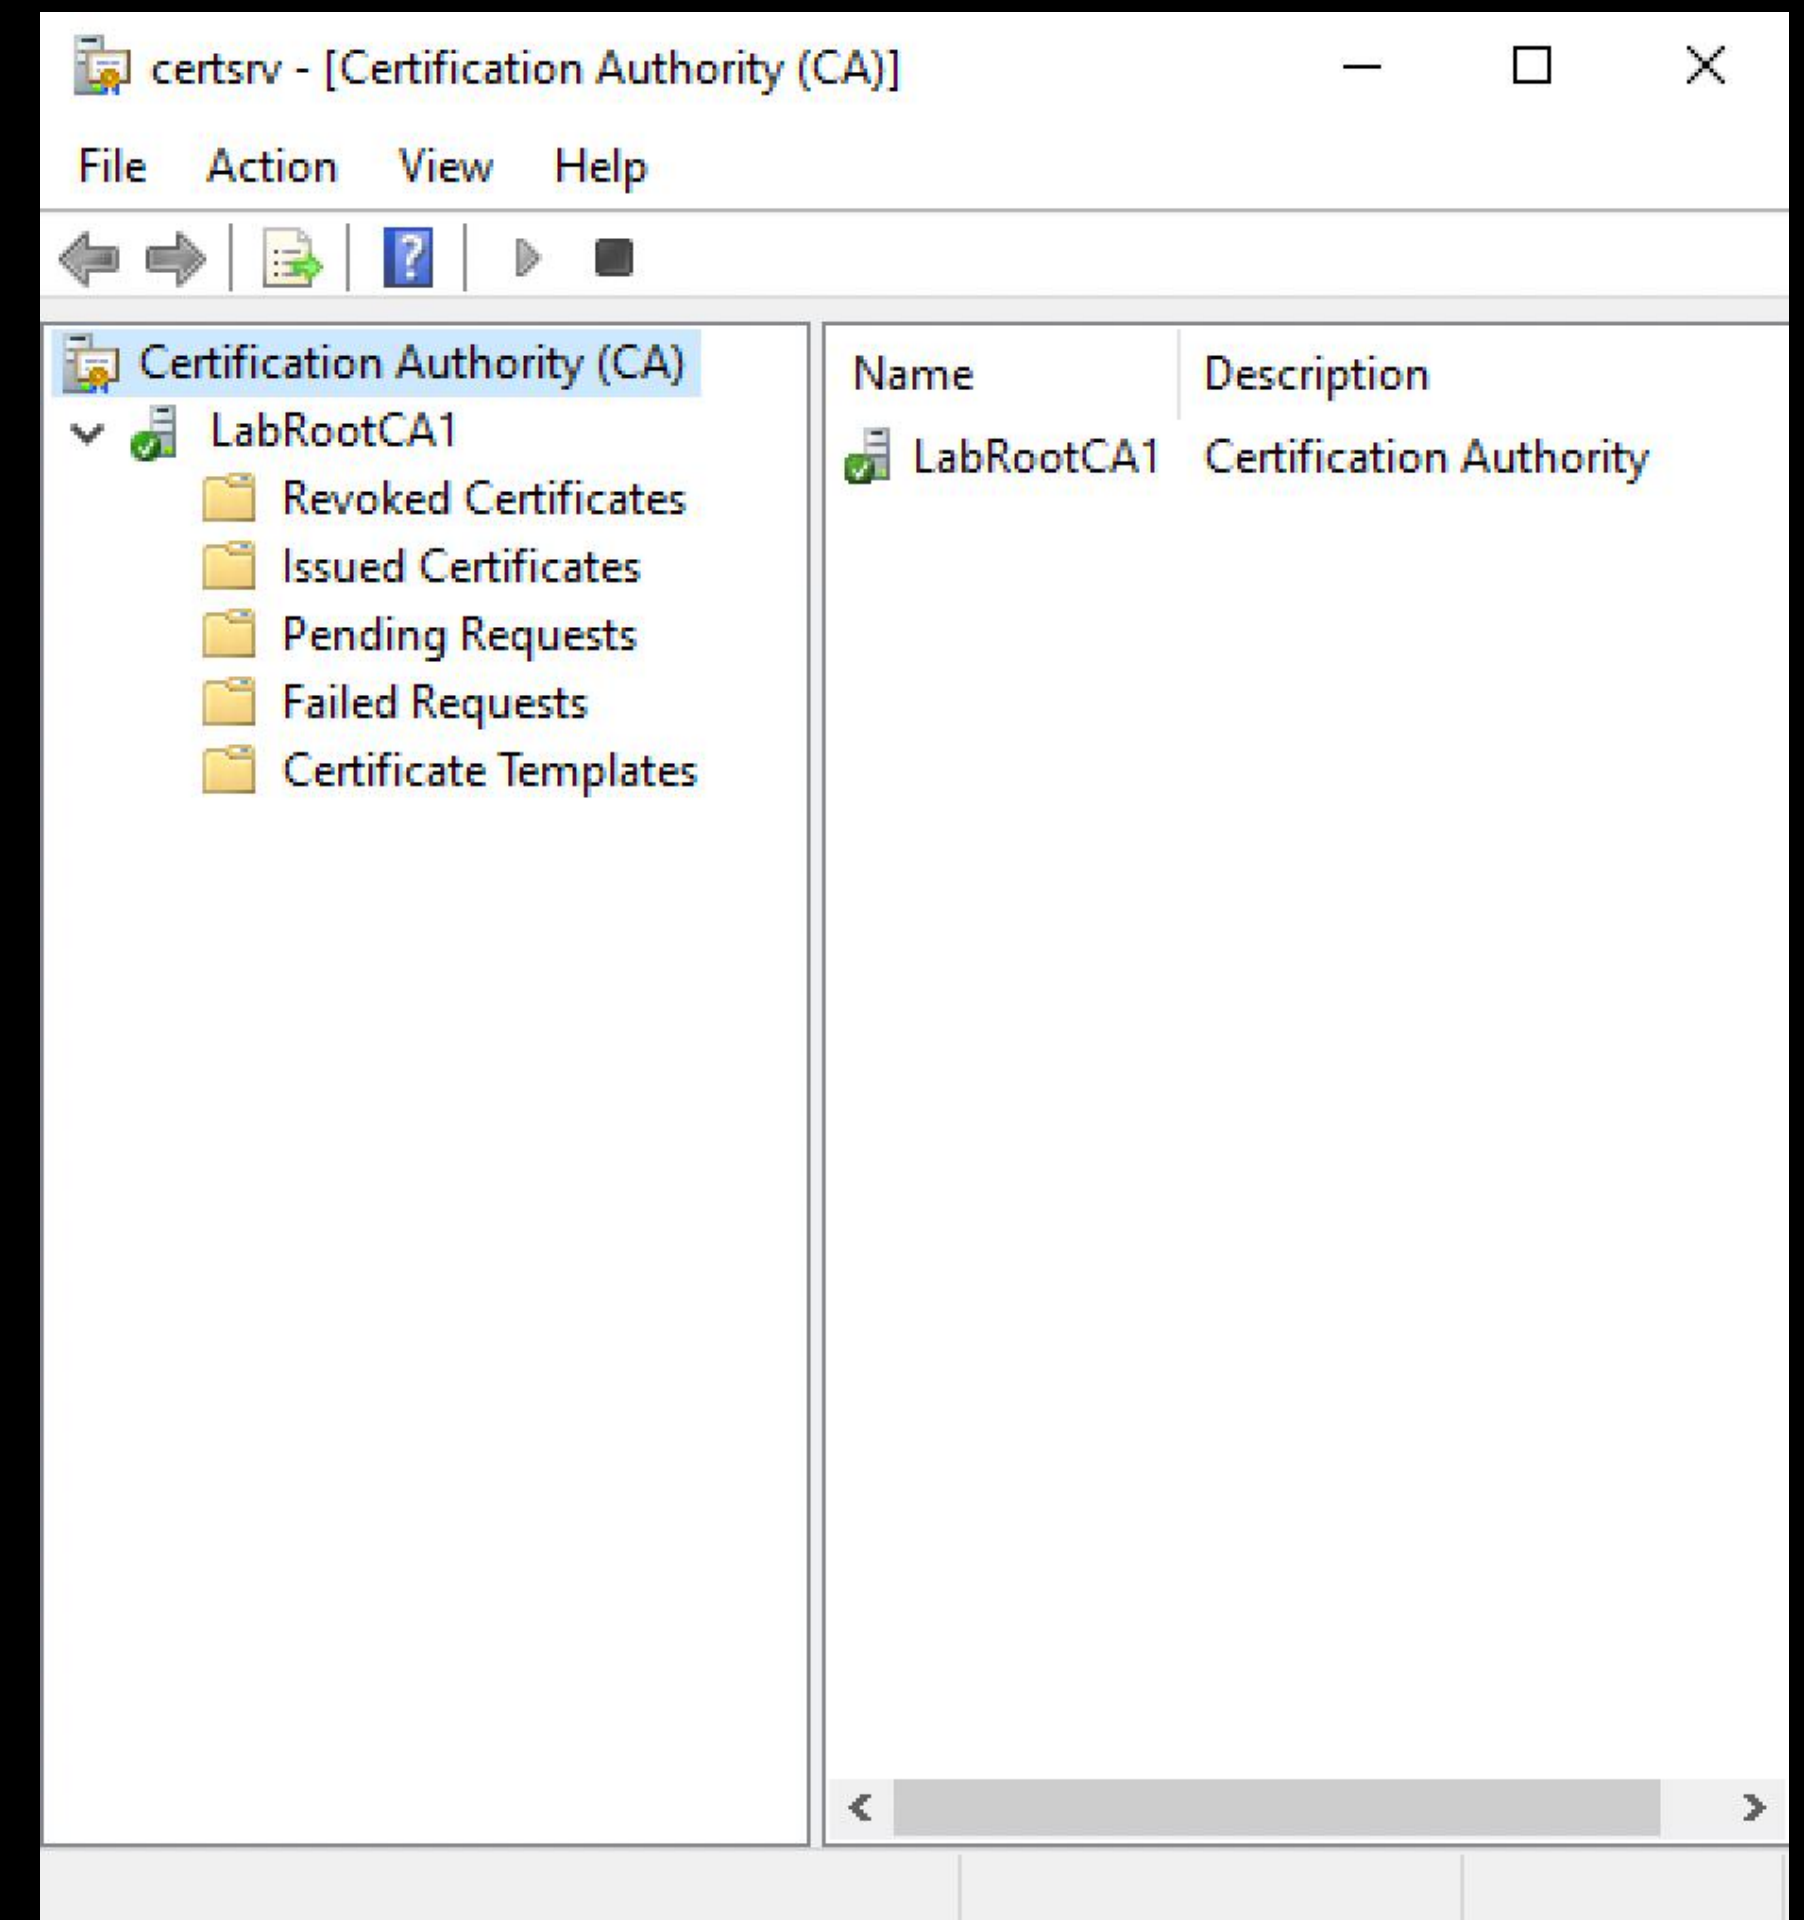 certsrv - [Certification Authority (CA)]
File Action View Help
Certification Authority (CA)
LabRootCA1
Revoked Certificates
Issued Certificates
Pending Requests
Failed Requests
Certificate Templates
Name Description
LabRootCA1 Certification Authority